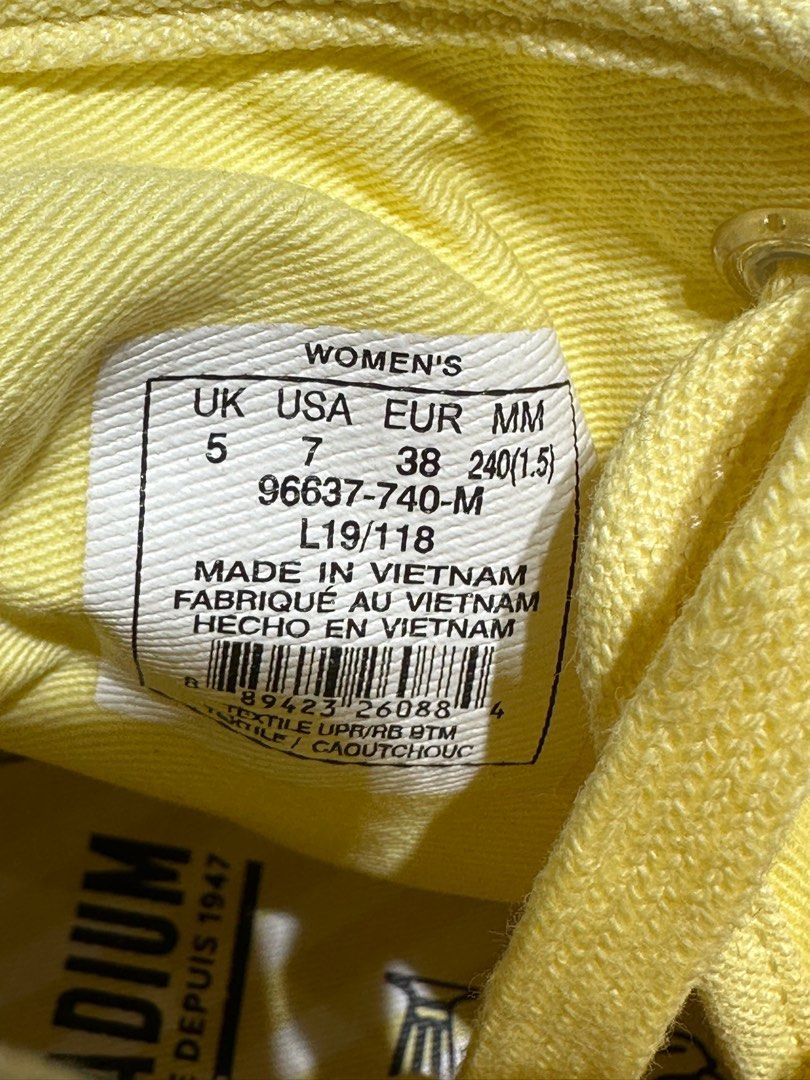 WOMEN'S
UK USA EUR MM
5 7 38 240(1.5)
96637-740-M
L19/118
MADE IN VIETNAM
FABRIQUÉ AU VIETNAM
HECHO EN VIETNAM
8 89423 26088 4
TEXTILE UPR/RB BTM
/ CAOUTCHOUC
ADIUM
DEPUIS 1947